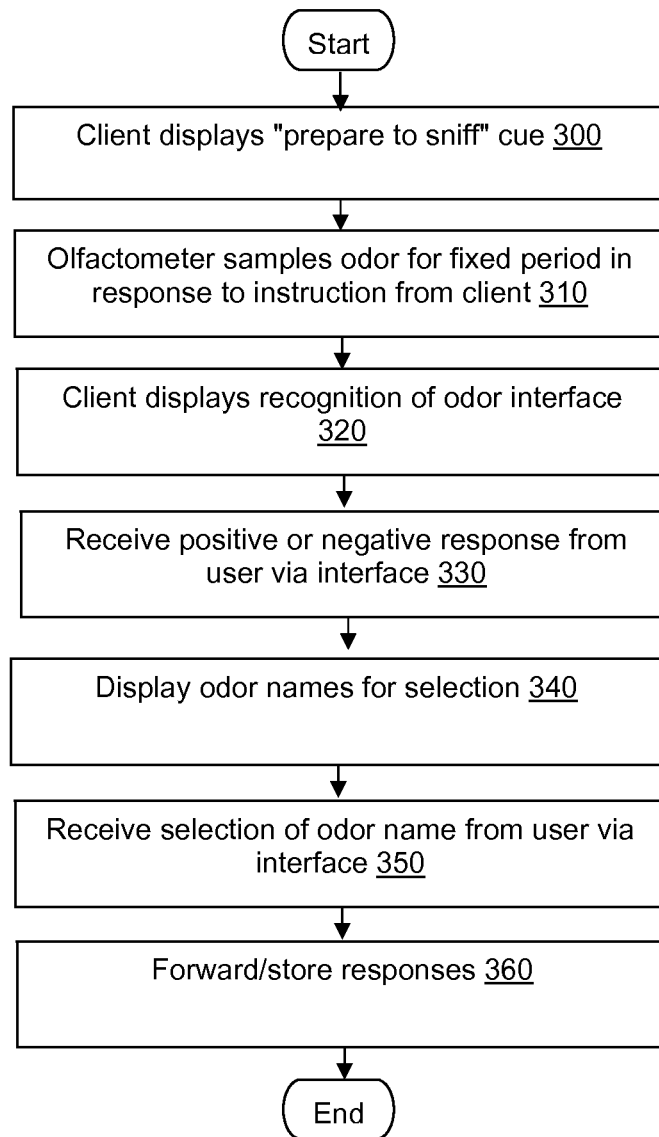 Start
Client displays "prepare to sniff" cue 300
Olfactometer samples odor for fixed period in
response to instruction from client 310
Client displays recognition of odor interface
320
Receive positive or negative response from
user via interface 330
Display odor names for selection 340
Receive selection of odor name from user via
interface 350
Forward/store responses 360
End